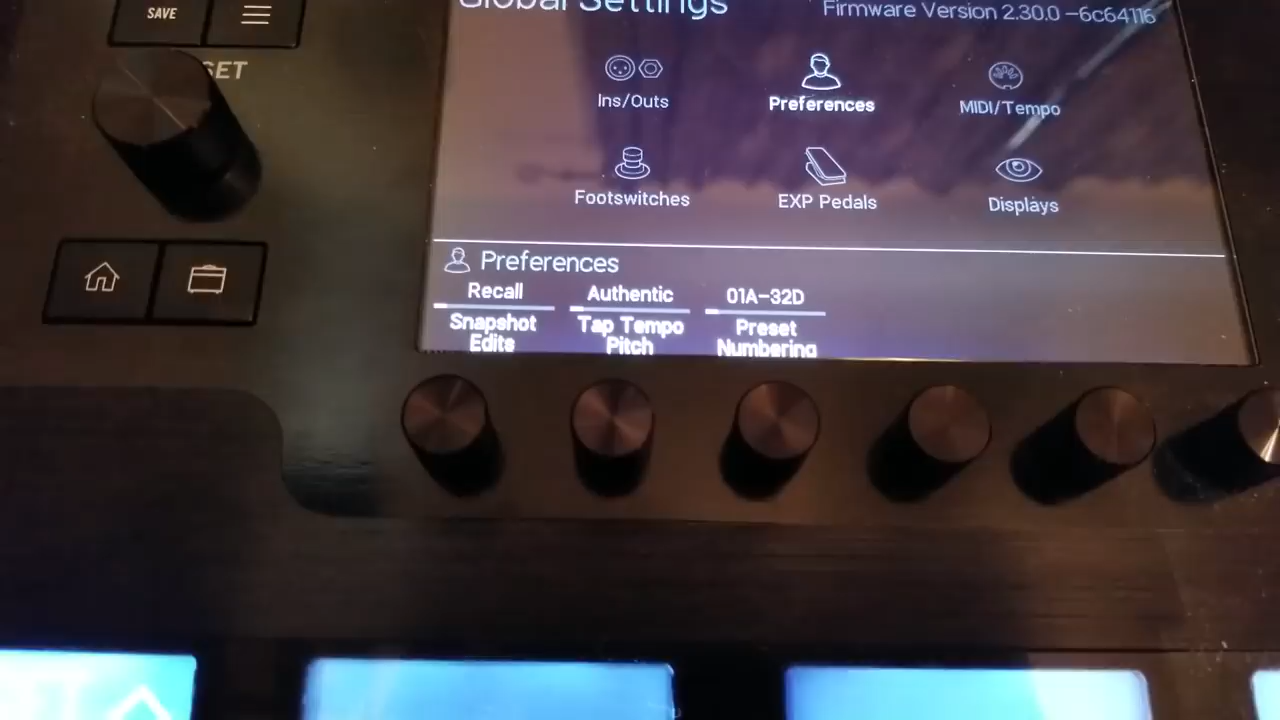 SAVE
SET
Global Settings
Firmware Version 2.30.0 -6c64116
Ins/Outs
Preferences
MIDI/Tempo
Footswitches
EXP Pedals
Displays
Preferences
Recall
Authentic
01A-32D
Snapshot
Edits
Tap Tempo
Pitch
Preset
Numbering